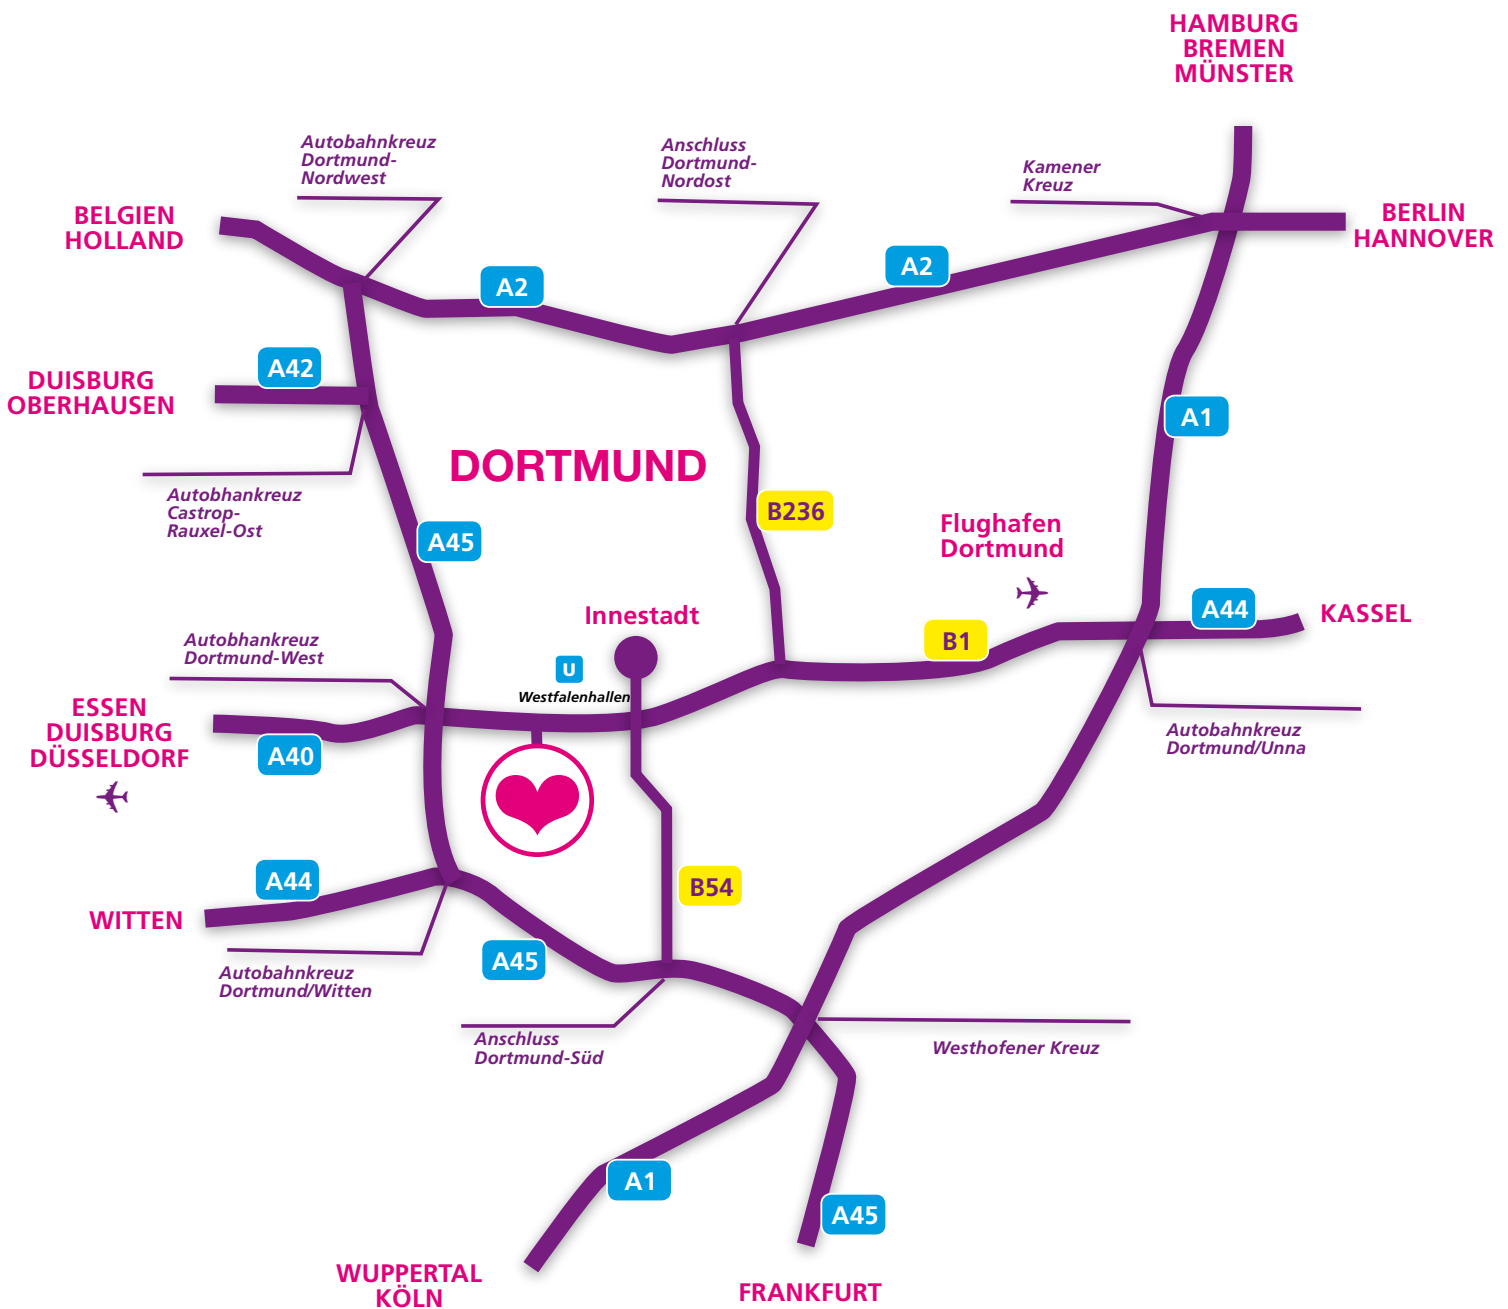 HAMBURG
BREMEN
MÜNSTER
Autobahnkreuz
Dortmund-
Nordwest
Anschluss
Dortmund-
Nordost
Kamener
Kreuz
BELGIEN
HOLLAND
BERLIN
HANNOVER
A2
A2
DUISBURG
OBERHAUSEN
A42
A1
DORTMUND
Autobhankreuz
Castrop-
Rauxel-Ost
A45
B236
Flughafen
Dortmund
Innestadt
A44
KASSEL
B1
Autobhankreuz
Dortmund-West
U
Westfalenhallen
ESSEN
DUISBURG
DÜSSELDORF
A40
Autobahnkreuz
Dortmund/Unna
A44
WITTEN
B54
Autobahnkreuz
Dortmund/Witten
A45
Anschluss
Dortmund-Süd
Westhofener Kreuz
A1
A45
WUPPERTAL
KÖLN
FRANKFURT